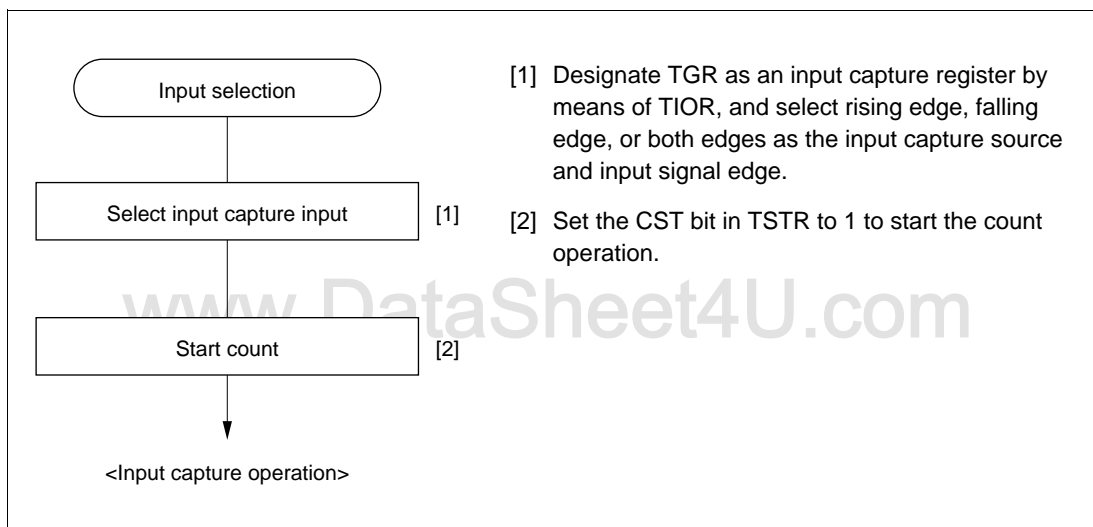 Input selection
Select input capture input
[1]
Start count
[2]
<Input capture operation>
[1] Designate TGR as an input capture register by
means of TIOR, and select rising edge, falling
edge, or both edges as the input capture source
and input signal edge.
[2] Set the CST bit in TSTR to 1 to start the count
operation.
www.DataSheet4U.com